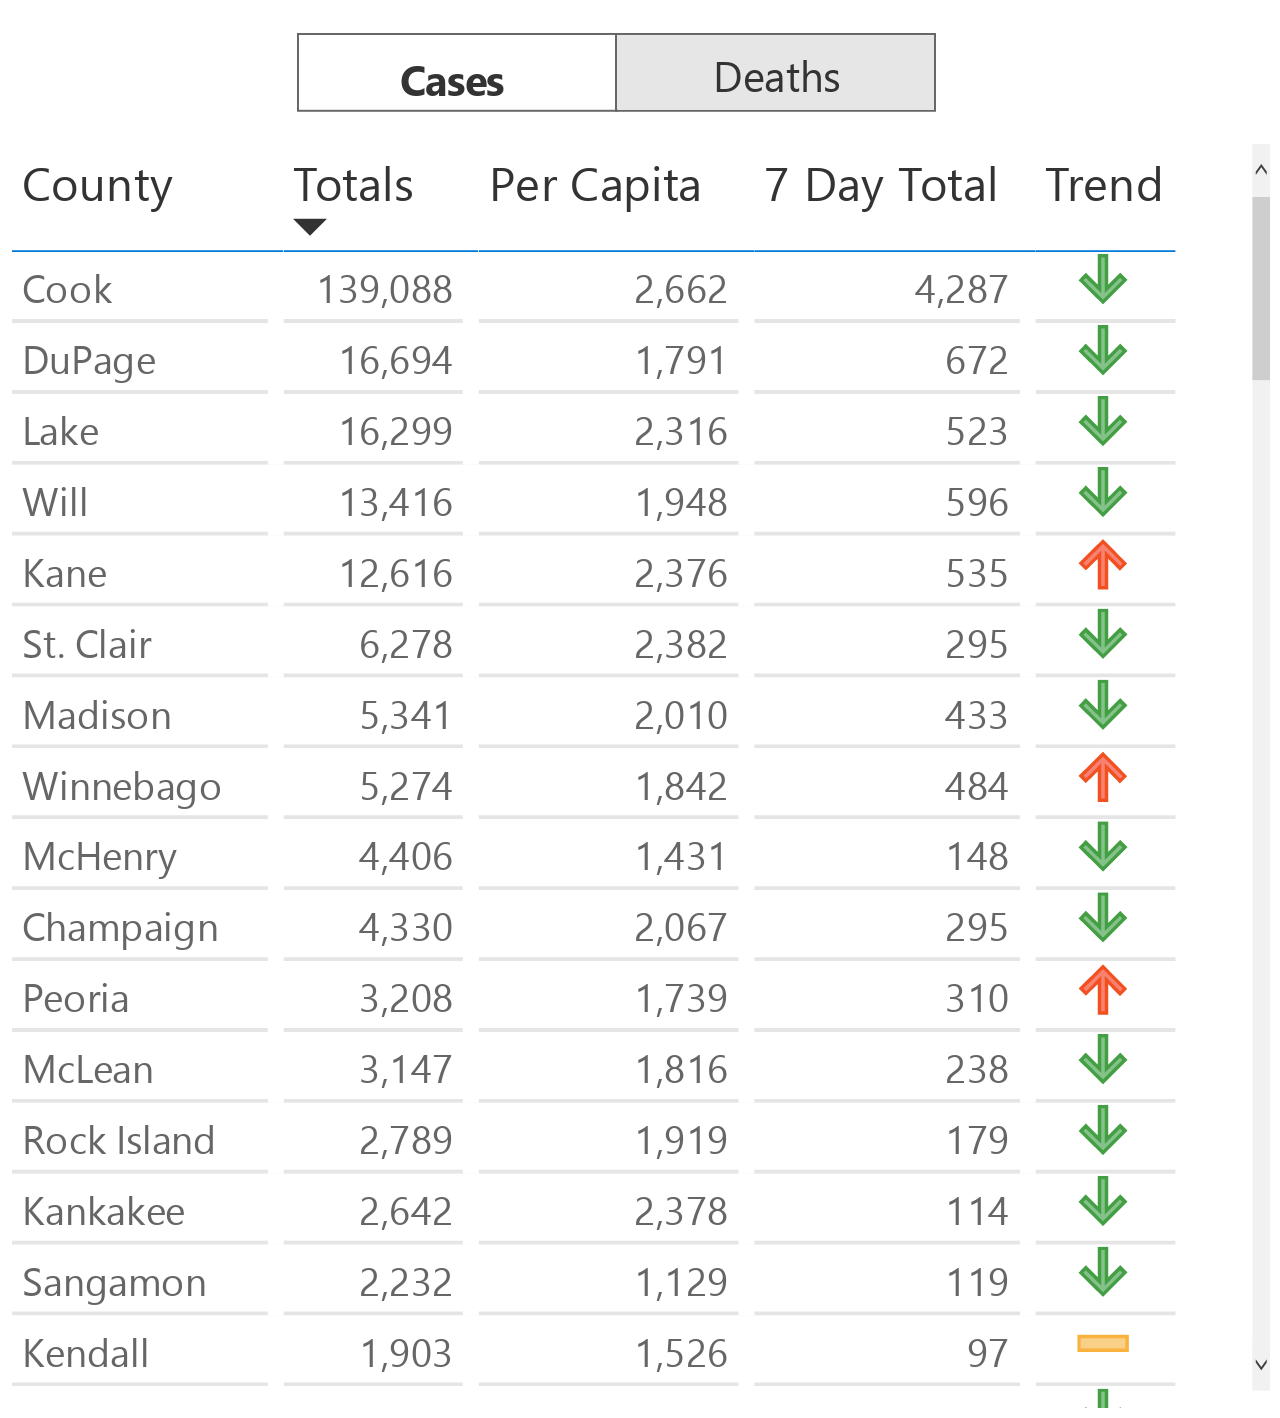 Cases Deaths
County Totals Per Capita 7 Day Total Trend
Cook 139,088 2,662 4,287
DuPage 16,694 1,791 672
Lake 16,299 2,316 523
Will 13,416 1,948 596
Kane 12,616 2,376 535
St. Clair 6,278 2,382 295
Madison 5,341 2,010 433
Winnebago 5,274 1,842 484
McHenry 4,406 1,431 148
Champaign 4,330 2,067 295
Peoria 3,208 1,739 310
McLean 3,147 1,816 238
Rock Island 2,789 1,919 179
Kankakee 2,642 2,378 114
Sangamon 2,232 1,129 119
Kendall 1,903 1,526 97